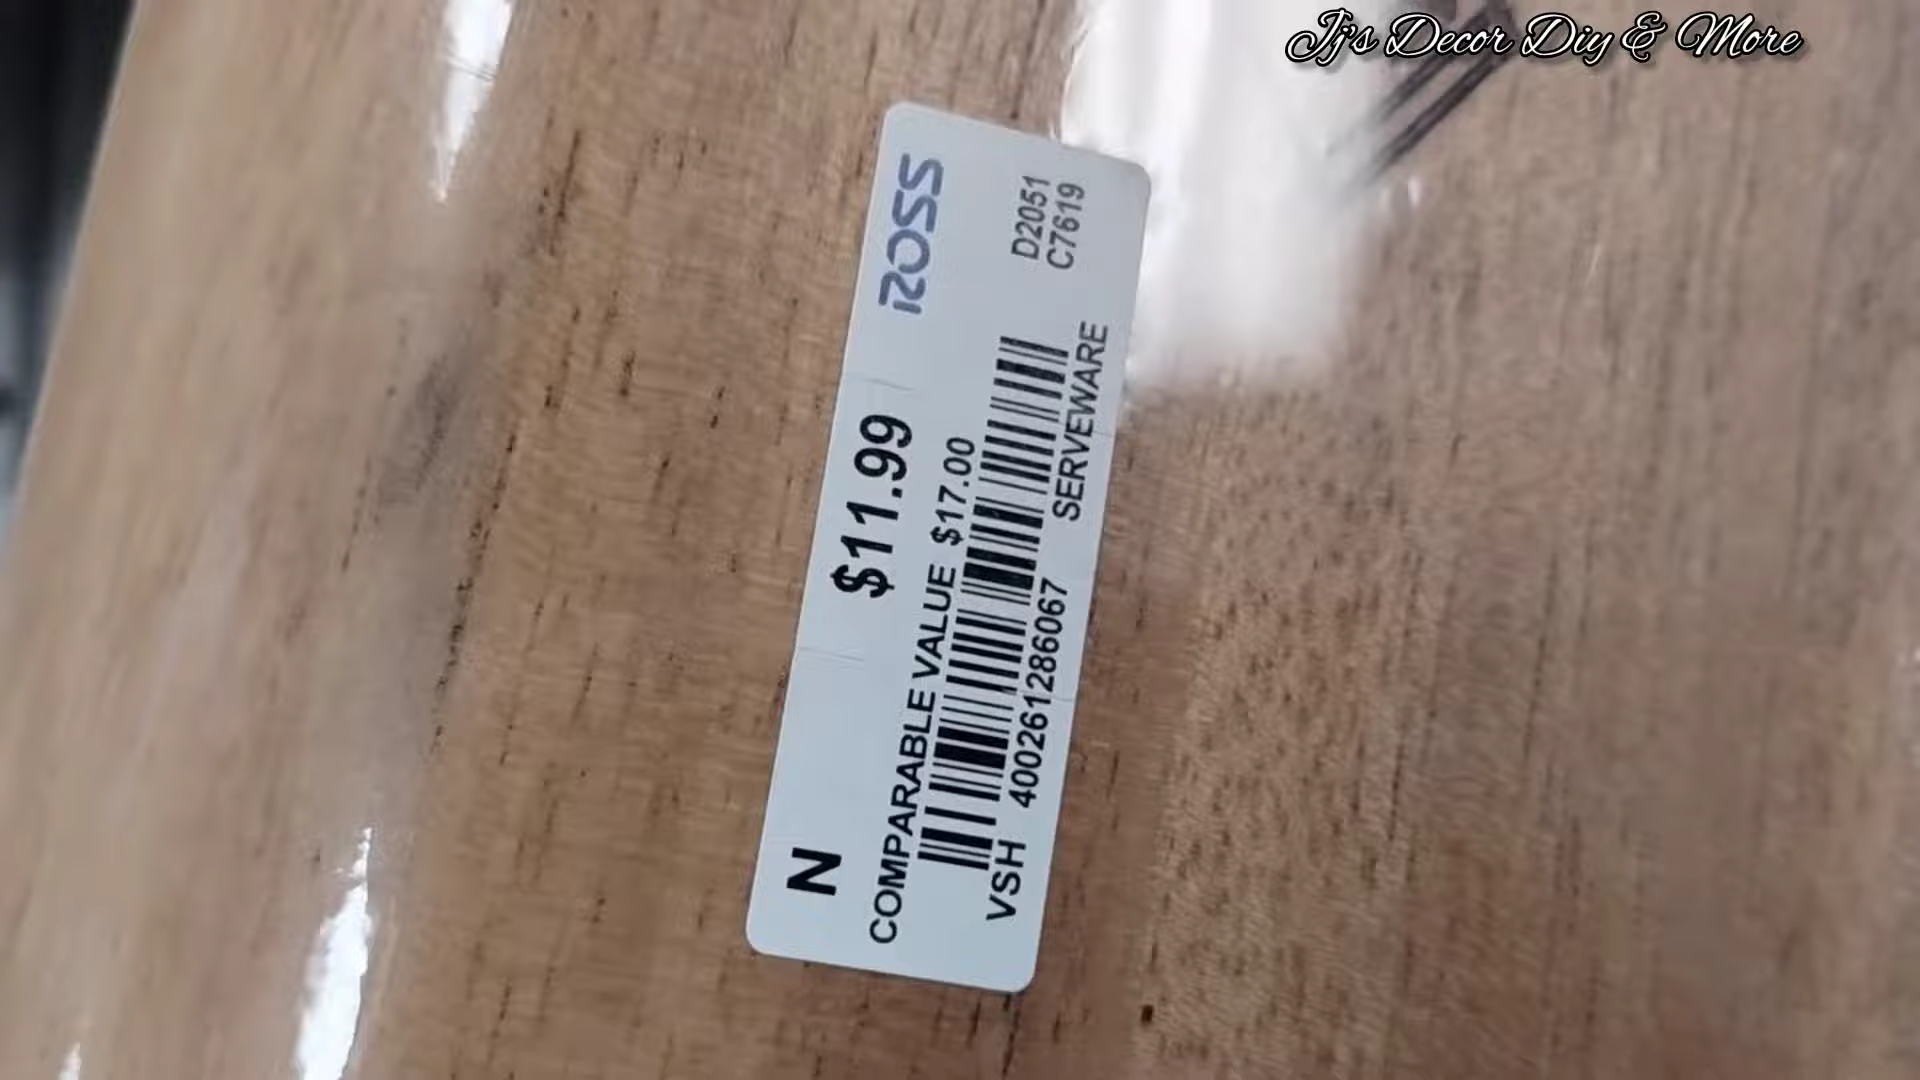 Jj's Decor Diy & More
ROSS
D2051
C7619
N $11.99
COMPARABLE VALUE $17.00
400261286067
VSH SERVEWARE